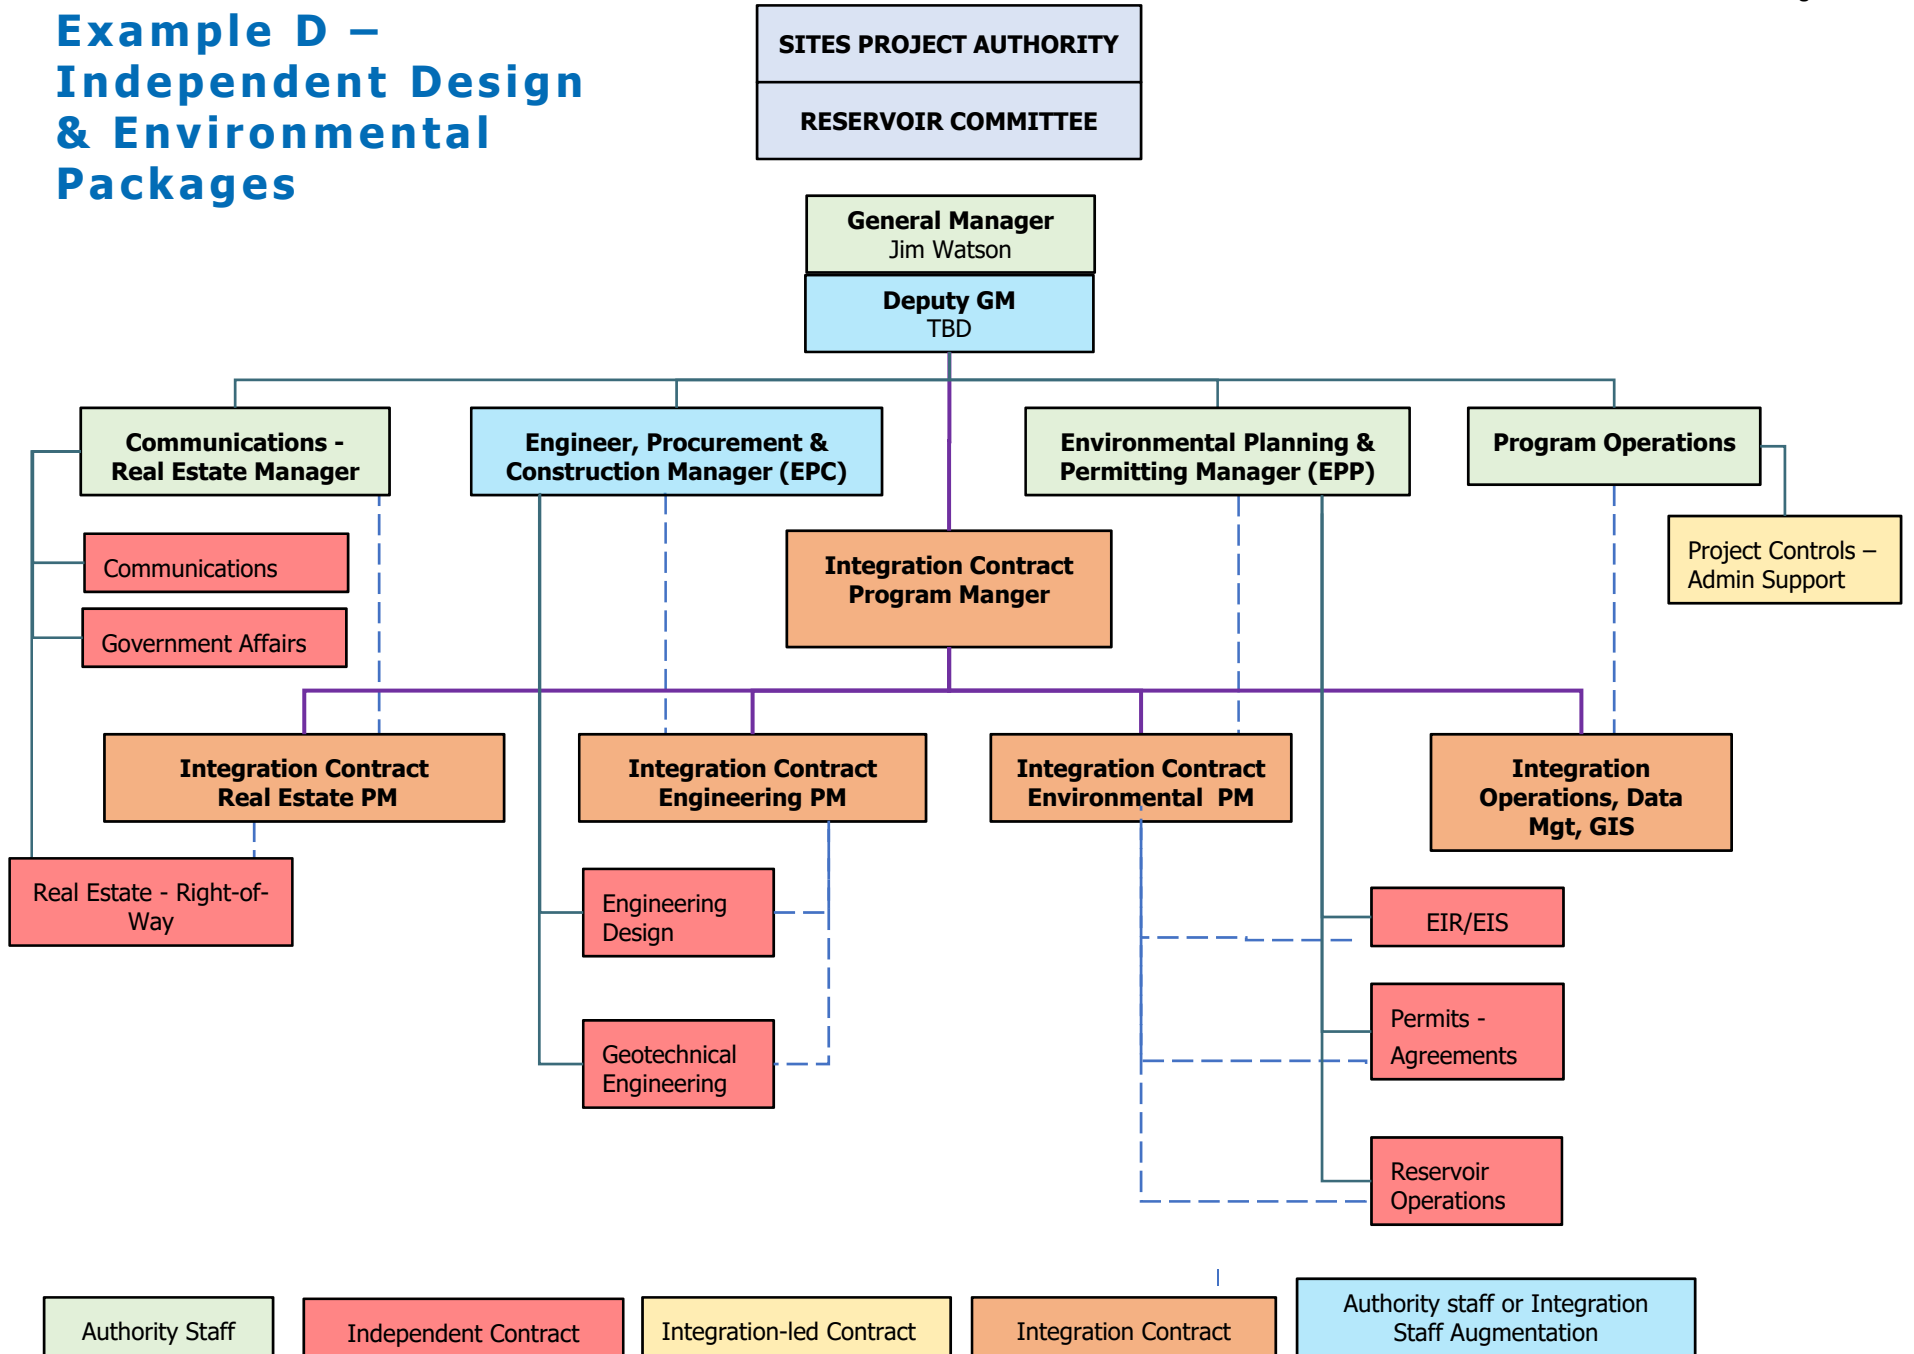 Example D –
Independent Design
& Environmental
Packages
SITES PROJECT AUTHORITY
RESERVOIR COMMITTEE
General Manager
Jim Watson
Deputy GM
TBD
Communications -
Real Estate Manager
Engineer, Procurement &
Construction Manager (EPC)
Environmental Planning &
Permitting Manager (EPP)
Program Operations
Communications
Government Affairs
Integration Contract
Program Manger
Project Controls –
Admin Support
Integration Contract
Real Estate PM
Integration Contract
Engineering PM
Integration Contract
Environmental PM
Integration
Operations, Data
Mgt, GIS
Real Estate - Right-of-
Way
Engineering
Design
Geotechnical
Engineering
EIR/EIS
Permits -
Agreements
Reservoir
Operations
Authority Staff
Independent Contract
Integration-led Contract
Integration Contract
Authority staff or Integration
Staff Augmentation